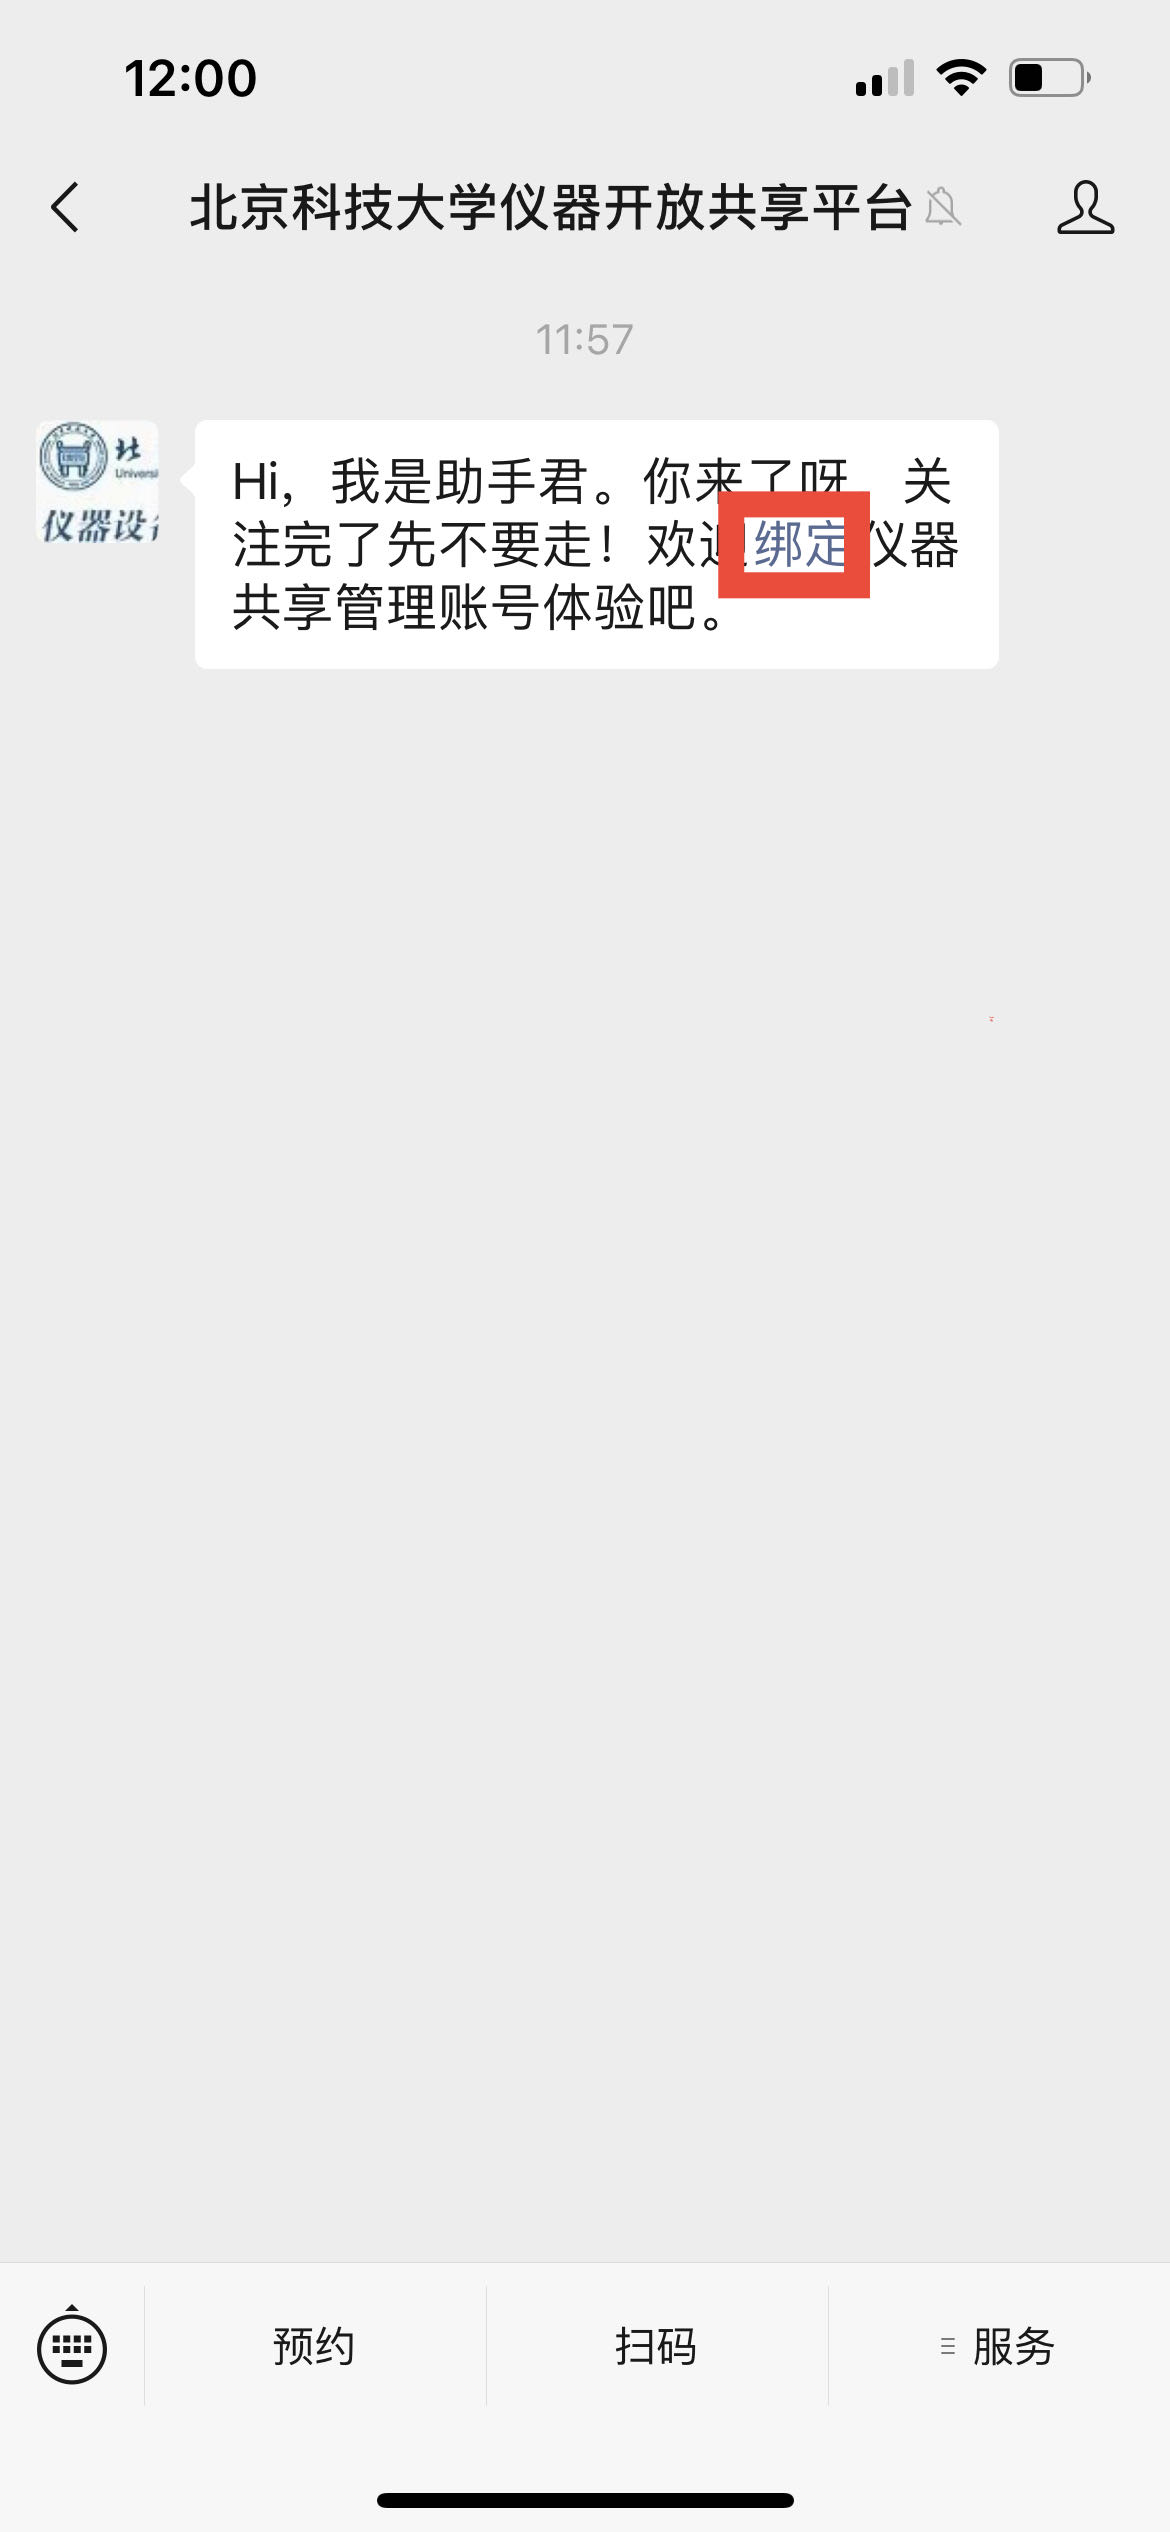 12:00
北京科技大学仪器开放共享平台
11:57
北
Universi
仪器设
Hi，我是助手君。你来了呀 关
注完了先不要走！欢迎绑定仪器
共享管理账号体验吧。
预约
扫码
服务